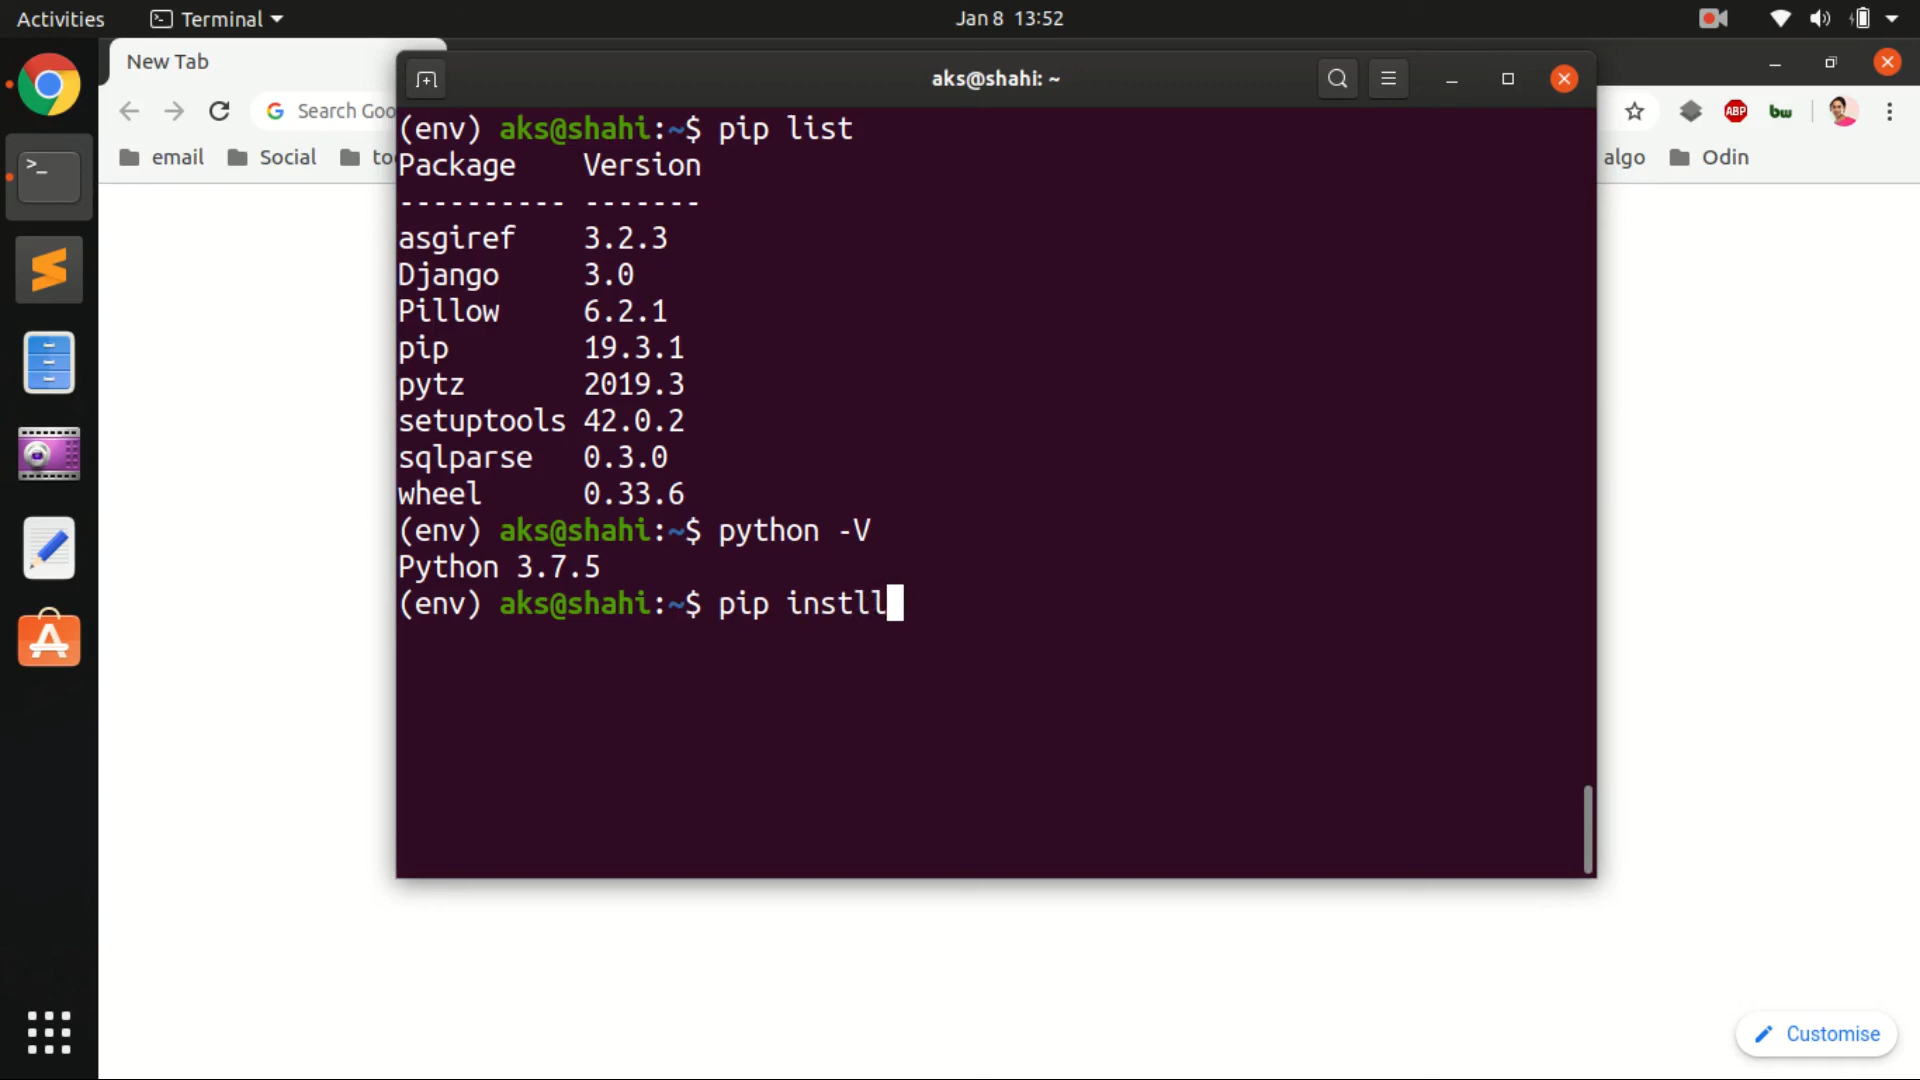 Activities Terminal Jan 8 13:52
New Tab
aks@shahi: ~
Search Goo
ABP bw
email Social
algo Odin
(env) aks@shahi:~$ pip list
Package Version
---------- -------
asgiref 3.2.3
Django 3.0
Pillow 6.2.1
pip 19.3.1
pytz 2019.3
setuptools 42.0.2
sqlparse 0.3.0
wheel 0.33.6
(env) aks@shahi:~$ python -V
Python 3.7.5
(env) aks@shahi:~$ pip instll
Customise